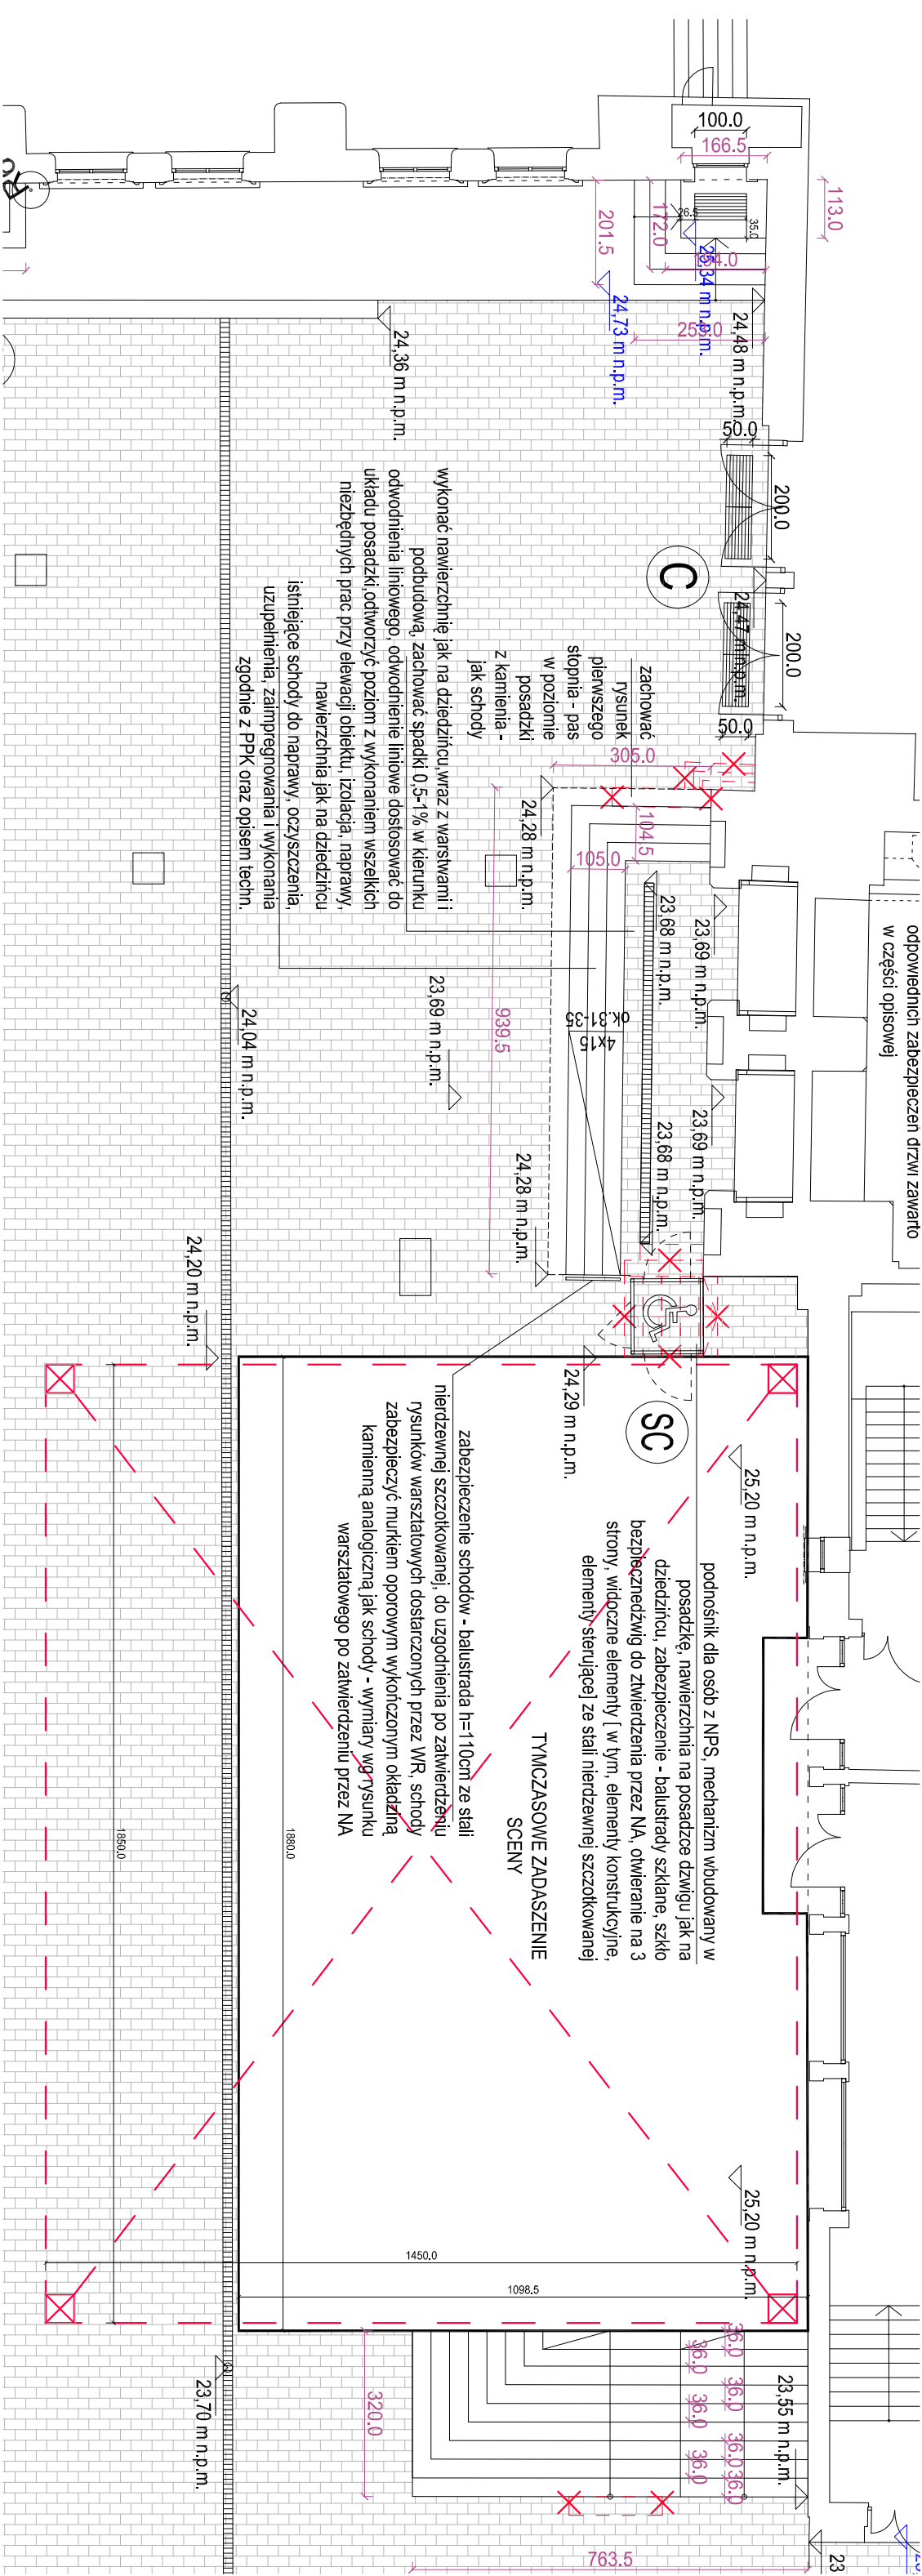 odpowiednich zabezpieczeń drzwi zawarto
w części opisowej
100.0
166.5
113.0
26.5
35.0
172.0
201.5
24,73 m n.p.m.
24,48 m n.p.m.
24,36 m n.p.m.
50.0
200.0
C
24,47 m n.p.m.
200.0
50.0
zachować
rysunek
pierwszego
stopnia - pas
w poziomie
posadzki
z kamienia -
jak schody
wykonać nawierzchnię jak na dziedzińcu,wraz z warstwami i
podbudową, zachować spadki 0,5-1% w kierunku
odwodnienia liniowego, odwodnienie liniowe dostosować do
układu posadzki,odtworzyć poziom z wykonaniem wszelkich
niezbędnych prac przy elewacji obiektu, izolacja, naprawy,
nawierzchnia jak na dziedzińcu
istniejące schody do naprawy, oczyszczenia,
uzupełnienia, zaimpregnowania i wykonania
zgodnie z PPK oraz opisem techn.
305.0
104.5
105.0
24,28 m n.p.m.
23,69 m n.p.m.
23,68 m n.p.m.
ok.31-35
4x15
939.5
23,69 m n.p.m.
24,04 m n.p.m.
23,69 m n.p.m.
23,68 m n.p.m.
24,28 m n.p.m.
24,20 m n.p.m.
24,29 m n.p.m.
SC
25,20 m n.p.m.
podnośnik dla osób z NPS, mechanizm wbudowany w
posadzkę, nawierzchnia na posadzce dzwigu jak na
dziedzińcu, zabezpieczenie - balustrady szklane, szkło
bezpiecznedźwig do ztwierdzenia przez NA, otwieranie na 3
strony, widoczne elementy [ w tym, elementy konstrukcyjne,
elementy sterujące] ze stali nierdzewnej szczotkowanej
TYMCZASOWE ZADASZENIE
SCENY
zabezpieczenie schodów - balustrada h=110cm ze stali
nierdzewnej szczotkowanej, do uzgodnienia po zatwierdzeniu
rysunków warsztatowych dostarczonych przez WR, schody
zabezpieczyć murkiem oporowym wykończonym okładziną
kamienną analogiczną jak schody - wymiary wg rysunku
warsztatowego po zatwierdzeniu przez NA
1880.0
1850.0
25,20 m n.p.m.
1450.0
1098.5
36.0
36.0
36.0
36.0
36.0
36.0
36.0
23,55 m n.p.m.
320.0
23,70 m n.p.m.
763.5
23